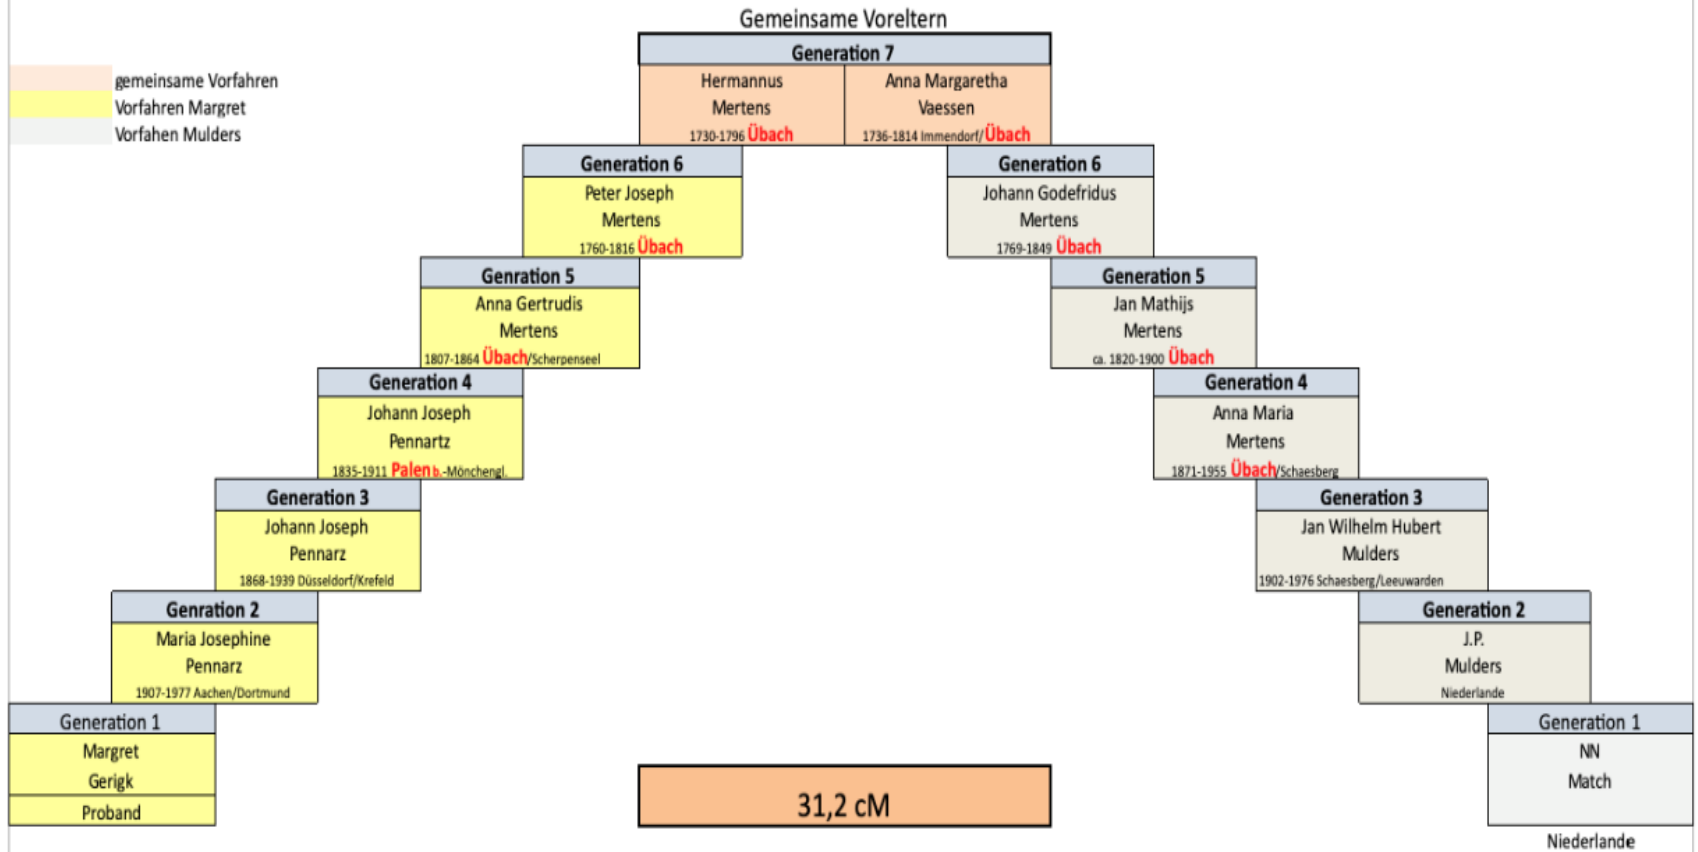 Gemeinsame Voreltern
Generation 7
gemeinsame Vorfahren
Vorfahren Margret
Vorfahen Mulders
Hermannus
Mertens
1730-1796 Übach
Anna Margaretha
Vaessen
1736-1814 Immendorf/Übach
Generation 6
Peter Joseph
Mertens
1760-1816 Übach
Generation 6
Johann Godefridus
Mertens
1769-1849 Übach
Genration 5
Anna Gertrudis
Mertens
1807-1864 Übach/Scherpenseel
Generation 5
Jan Mathijs
Mertens
ca. 1820-1900 Übach
Generation 4
Johann Joseph
Pennartz
1835-1911 Palenb.-Mönchengl.
Generation 4
Anna Maria
Mertens
1871-1955 Übach/Schaesberg
Generation 3
Johann Joseph
Pennarz
1868-1939 Düsseldorf/Krefeld
Generation 3
Jan Wilhelm Hubert
Mulders
1902-1976 Schaesberg/Leeuwarden
Genration 2
Maria Josephine
Pennarz
1907-1977 Aachen/Dortmund
Generation 2
J.P.
Mulders
Niederlande
Generation 1
Margret
Gerigk
Proband
Generation 1
NN
Match
31,2 cM
Niederlande